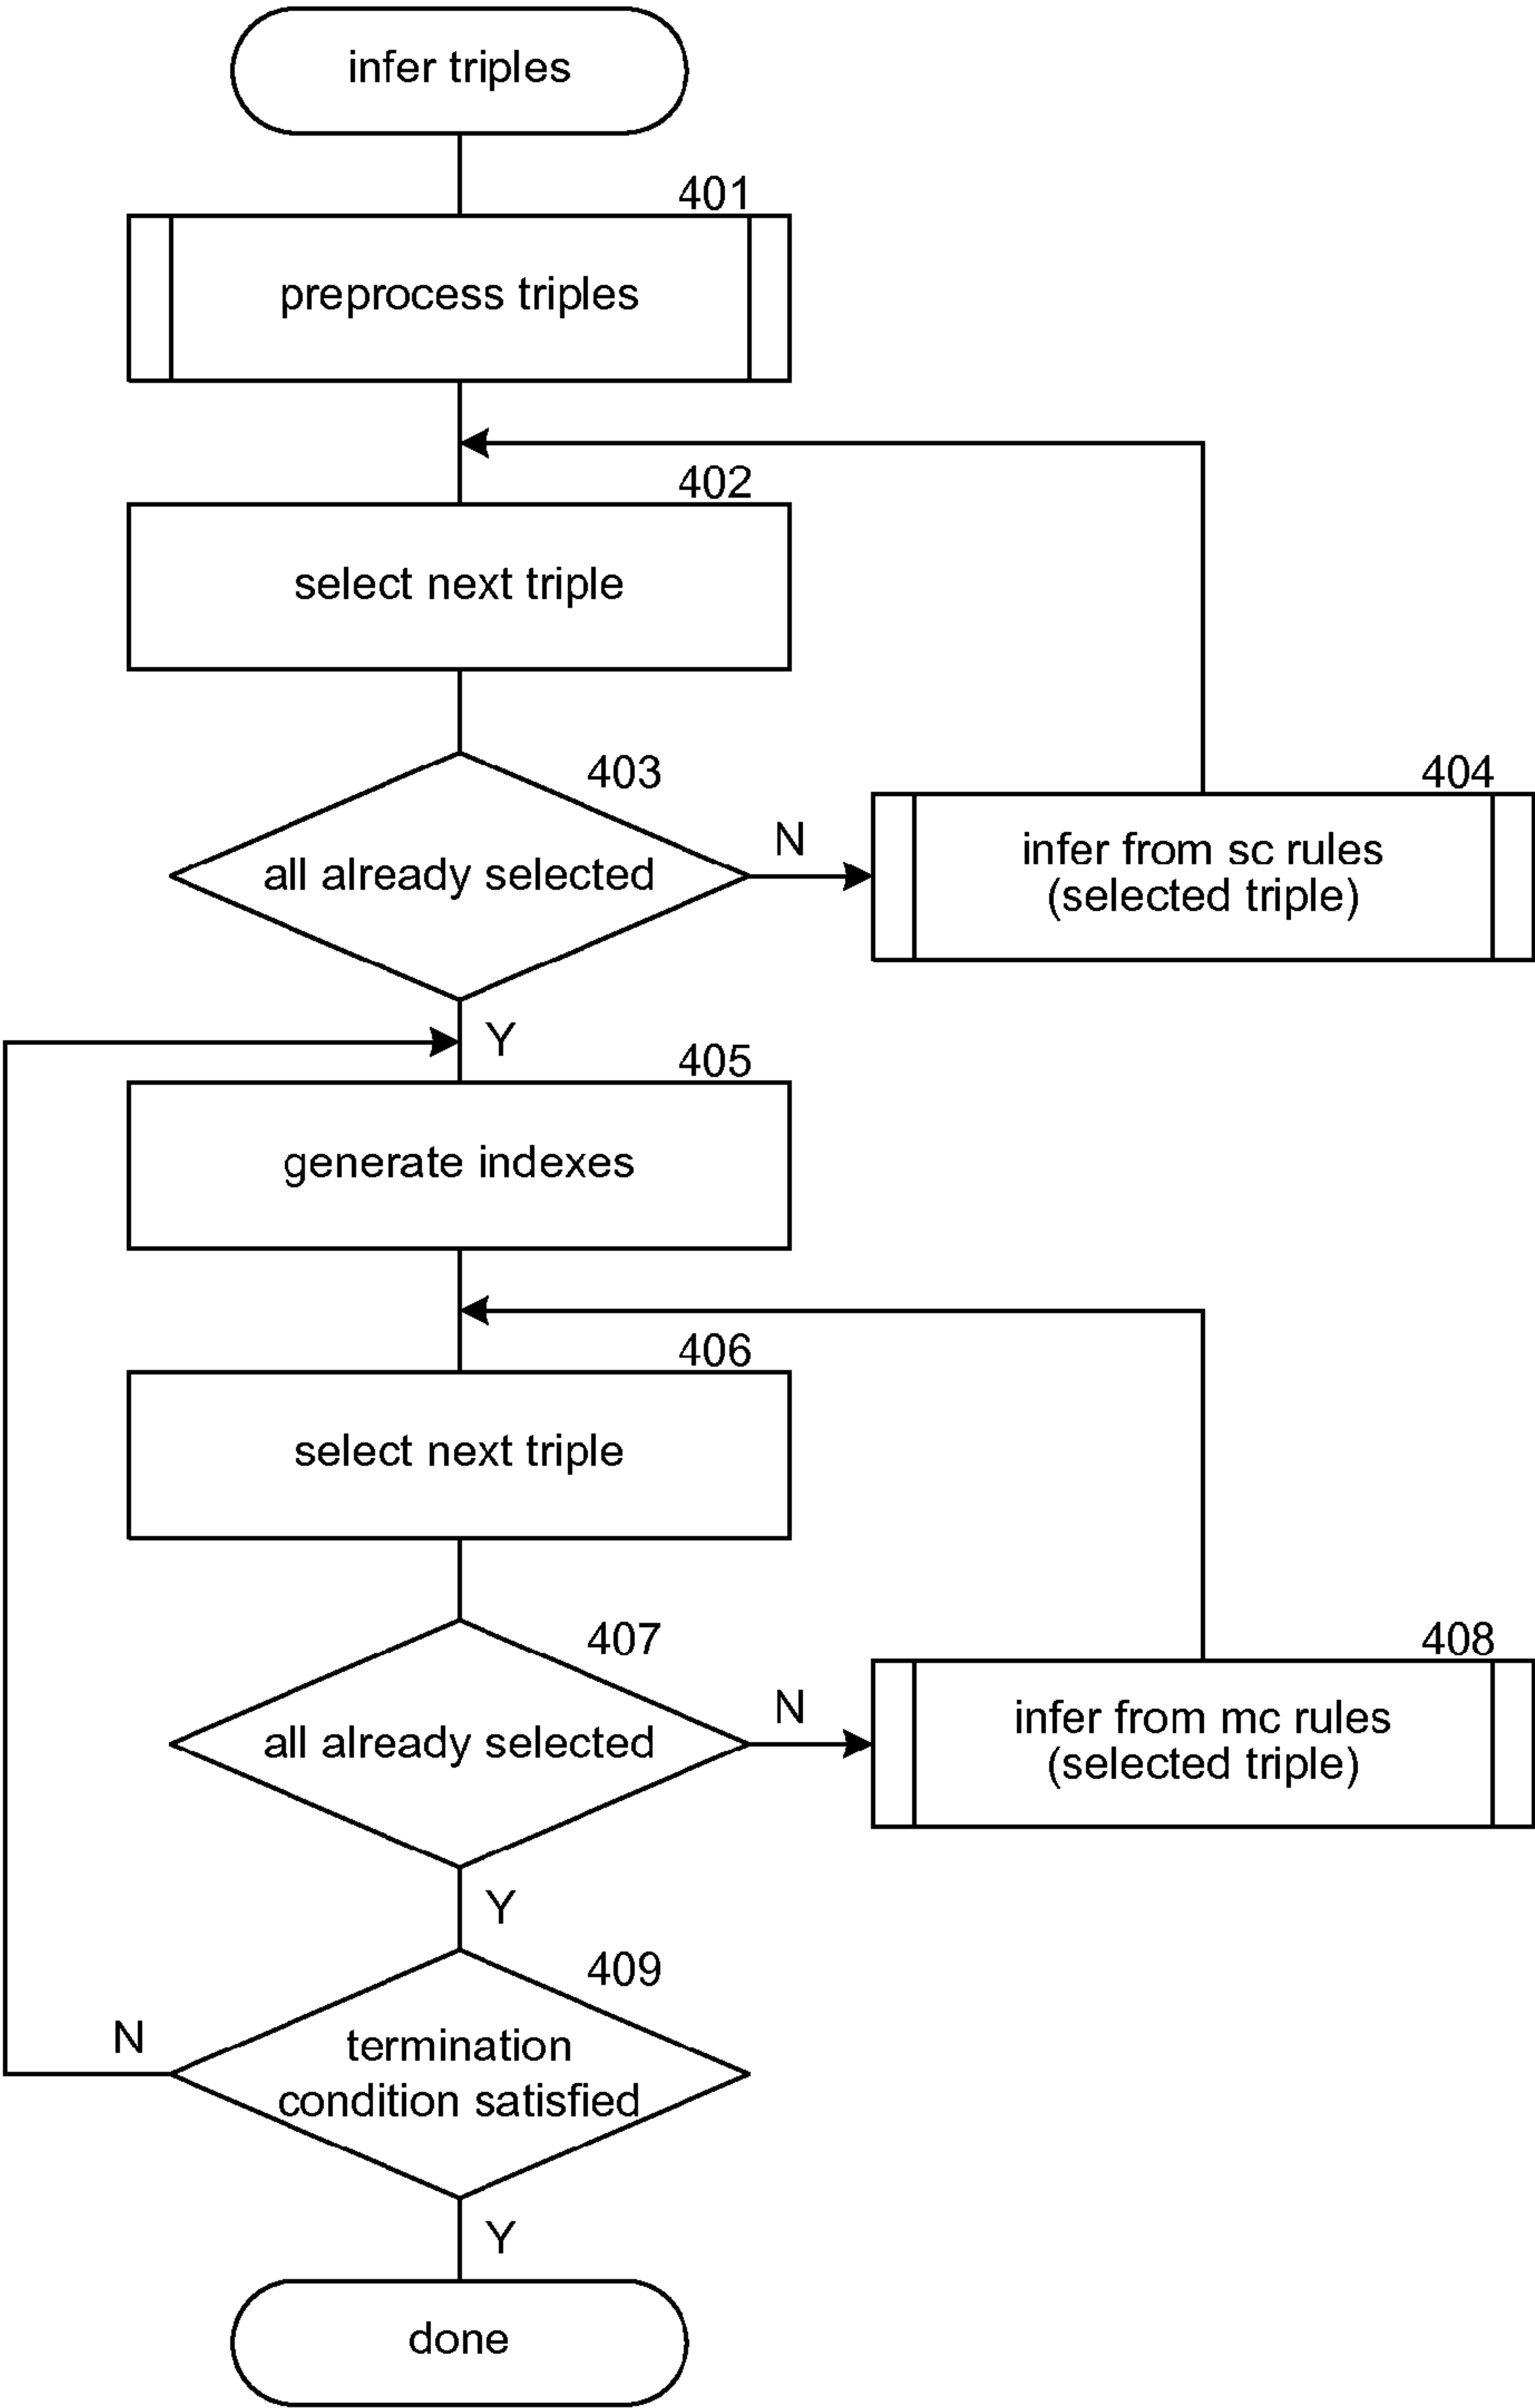 infer triples
401
preprocess triples
402
select next triple
403
all already selected
N
404
infer from sc rules
(selected triple)
Y
405
generate indexes
406
select next triple
407
all already selected
N
408
infer from mc rules
(selected triple)
Y
409
termination
condition satisfied
N
Y
done